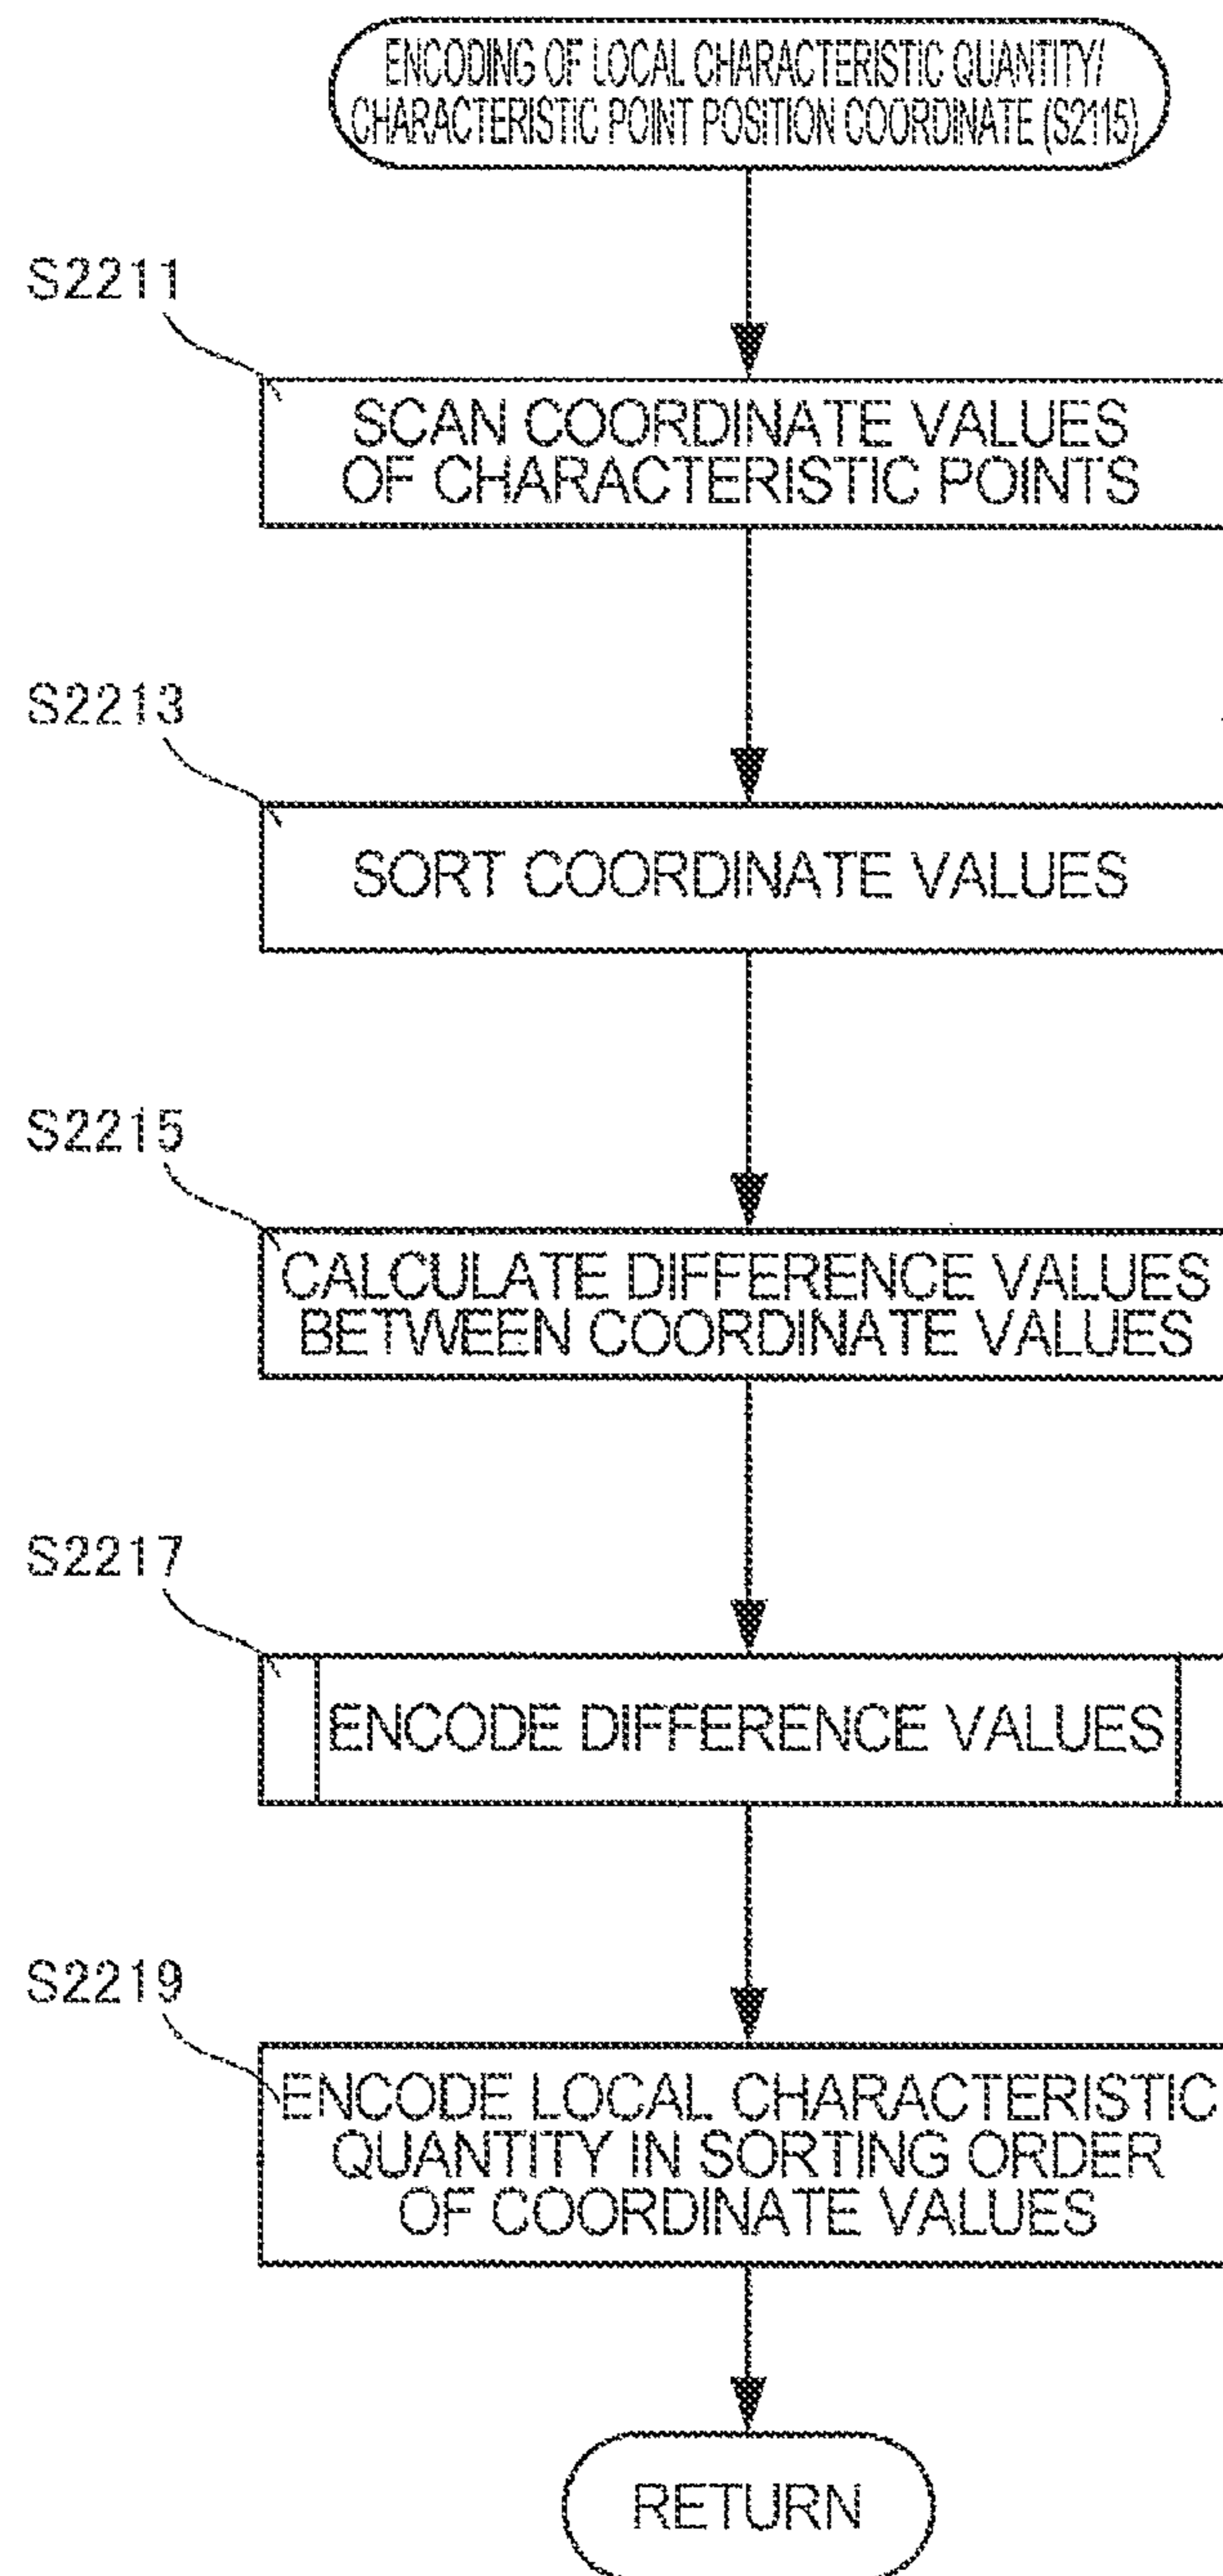 ENCODING OF LOCAL CHARACTERISTIC QUANTITY/
CHARACTERISTIC POINT POSITION COORDINATE (S2115)
S2211
SCAN COORDINATE VALUES
OF CHARACTERISTIC POINTS
S2213
SORT COORDINATE VALUES
S2215
CALCULATE DIFFERENCE VALUES
BETWEEN COORDINATE VALUES
S2217
ENCODE DIFFERENCE VALUES
S2219
ENCODE LOCAL CHARACTERISTIC
QUANTITY IN SORTING ORDER
OF COORDINATE VALUES
RETURN